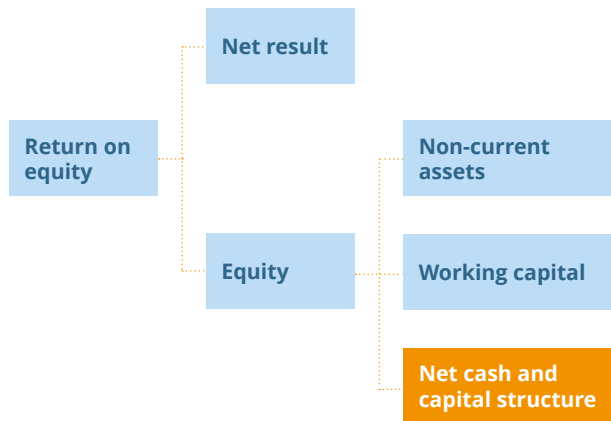 Net result
Return on
equity
Non-current
assets
Equity
Working capital
Net cash and
capital structure